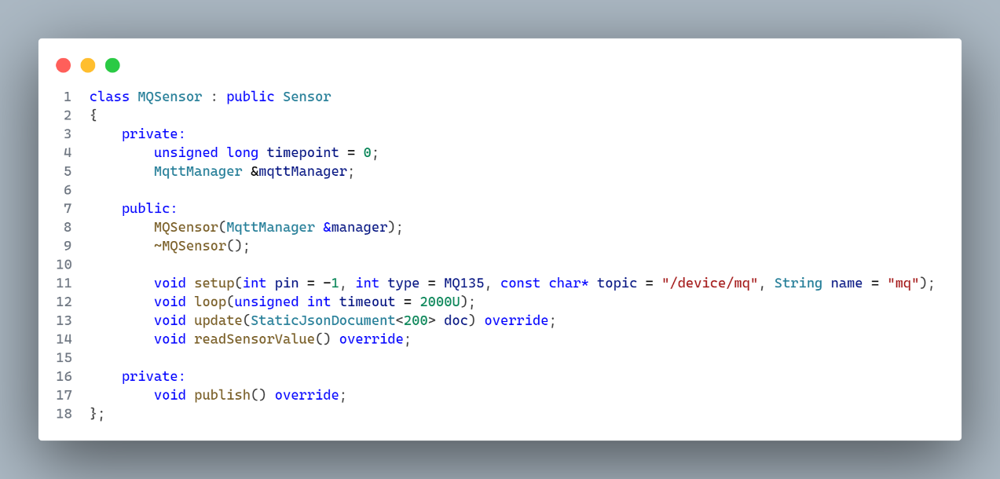 1 class MQSensor : public Sensor
2 {
3     private:
4         unsigned long timepoint = 0;
5         MqttManager &mqttManager;
6
7     public:
8         MQSensor(MqttManager &manager);
9         ~MQSensor();
10
11         void setup(int pin = -1, int type = MQ135, const char* topic = "/device/mq", String name = "mq");
12         void loop(unsigned int timeout = 2000U);
13         void update(StaticJsonDocument<200> doc) override;
14         void readSensorValue() override;
15
16     private:
17         void publish() override;
18 };